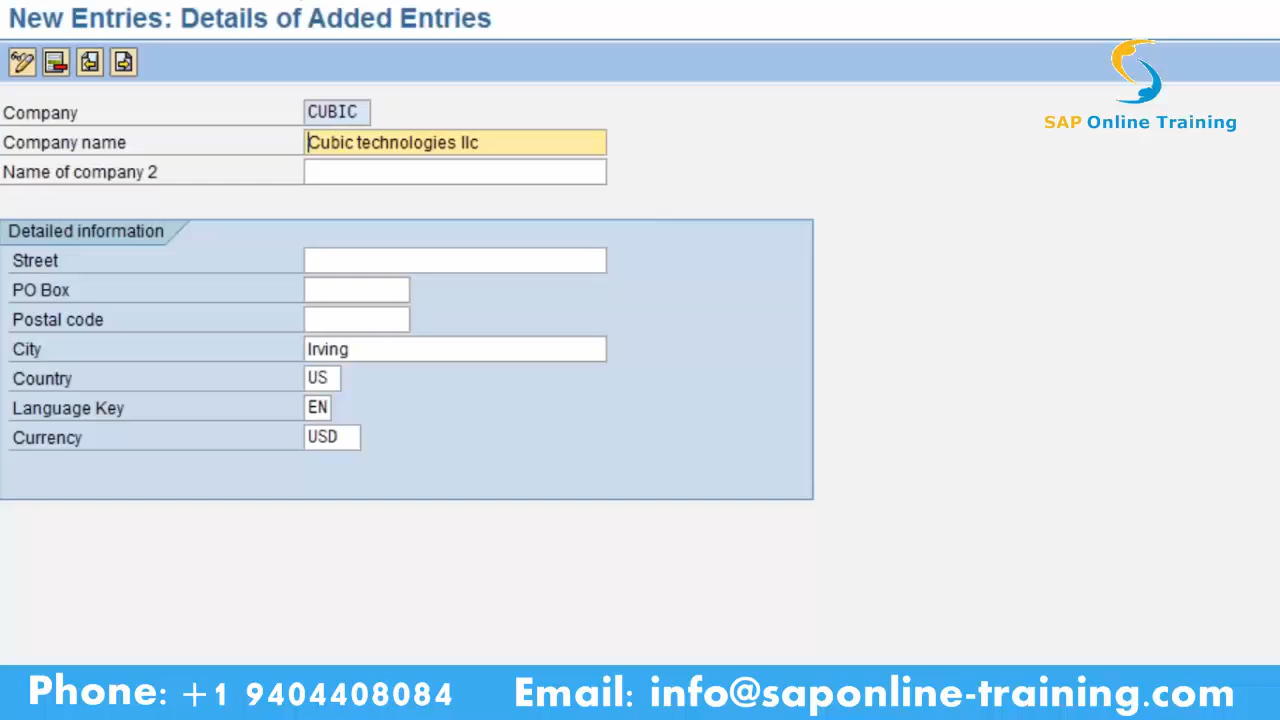 New Entries: Details of Added Entries
SAP Online Training
Company CUBIC
Company name Cubic technologies llc
Name of company 2
Detailed information
Street
PO Box
Postal code
City Irving
Country US
Language Key EN
Currency USD
Phone: +1 9404408084 Email: info@saponline-training.com